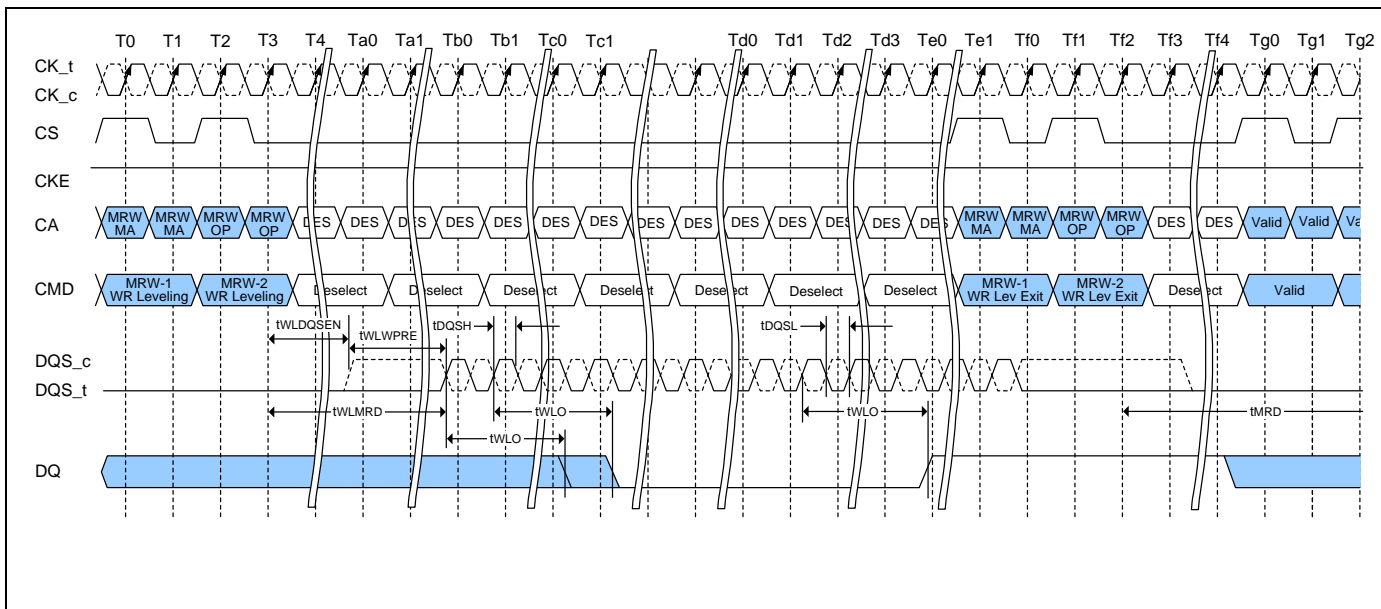 T0 T1 T2 T3 T4 Ta0 Ta1 Tb0 Tb1 Tc0 Tc1 Td0 Td1 Td2 Td3 Te0 Te1 Tf0 Tf1 Tf2 Tf3 Tf4 Tg0 Tg1 Tg2
CK_t
CK_c
CS
CKE
CA
MRW MRW MRW MRW DES DES DES DES DES DES DES DES DES DES DES DES DES DES MRW MRW MRW MRW DES DES Valid Valid Va
MA MA OP OP MA MA OP OP
CMD
MRW-1 MRW-2 Deselect Deselect Deselect Deselect Deselect Deselect Deselect MRW-1 MRW-2 Deselect Valid
WR Leveling WR Leveling WR Lev Exit WR Lev Exit
tWLDQSEN tWLWPRE tDQSH tDQSL
DQS_c
DQS_t
tWLMRD tWLO tWLO tMRD
tWLO
DQ